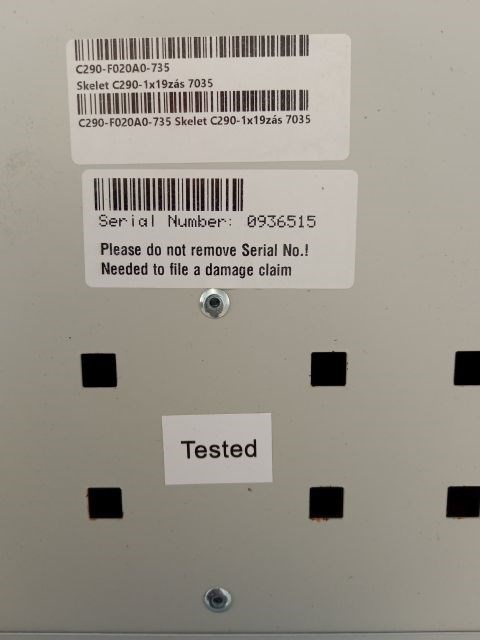 C290-F020A0-735
Skelet C290-1x19zás 7035
C290-F020A0-735 Skelet C290-1x19zás 7035
Serial Number: 0936515
Please do not remove Serial No.!
Needed to file a damage claim
Tested